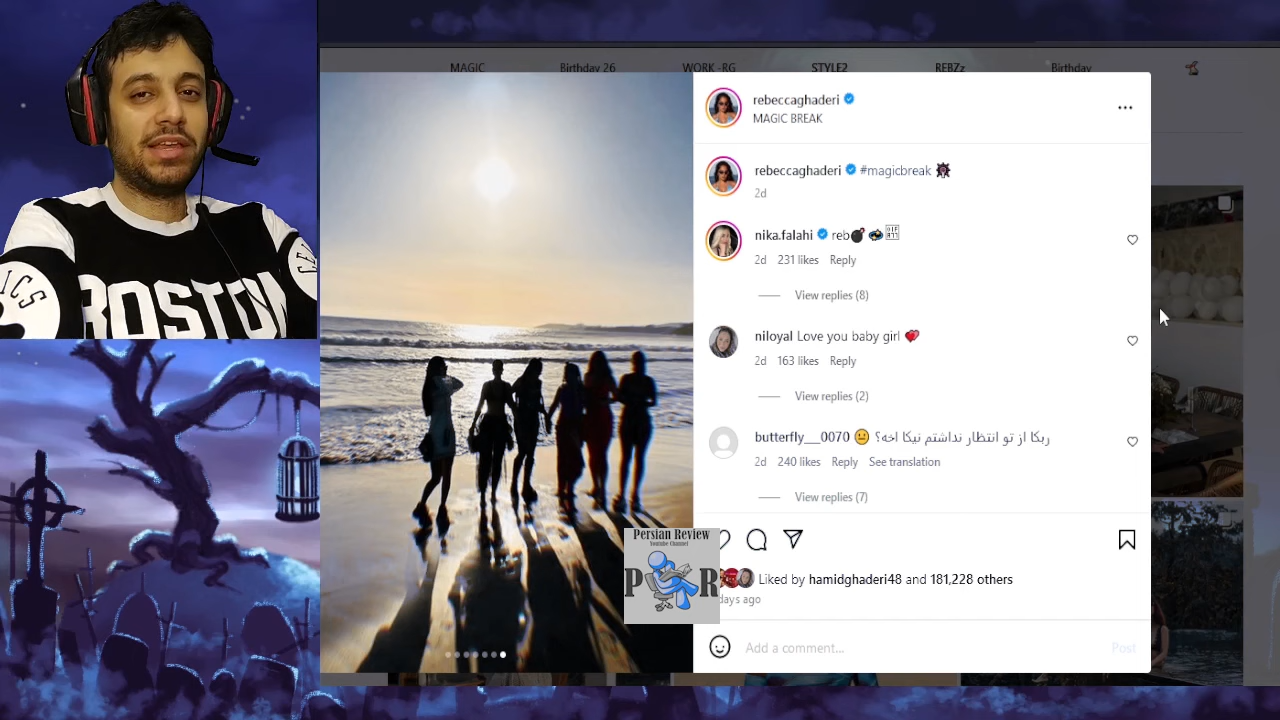 MAGIC
Birthday 26
WORK -RG
STYLE2
REBZz
Birthday
rebeccaghaderi
MAGIC BREAK
rebeccaghaderi #magicbreak
2d
nika.falahi reb
2d 231 likes Reply
View replies (8)
niloyal Love you baby girl
2d 163 likes Reply
View replies (2)
butterfly__0070 ربکا از تو انتظار نداشتم نیکا اخه؟
2d 240 likes Reply See translation
View replies (7)
Liked by hamidghaderi48 and 181,228 others
days ago
Add a comment...
Post
Persian Review
Youtube Channel
P R
BOSTON